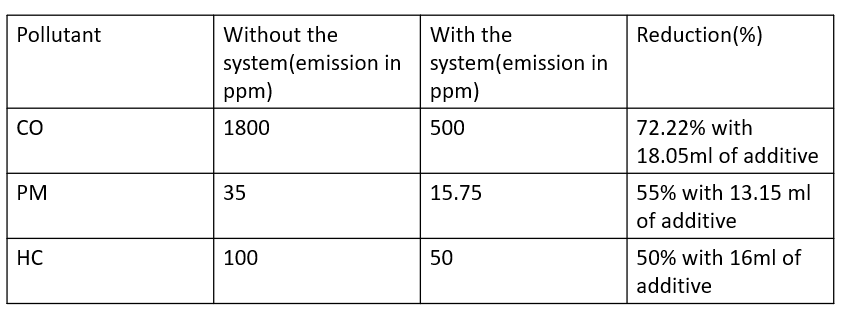 Pollutant
Without the
system(emission in
ppm)
With the
system(emission in
ppm)
Reduction(%)
CO
1800
500
72.22% with
18.05ml of additive
PM
35
15.75
55% with 13.15 ml
of additive
HC
100
50
50% with 16ml of
additive